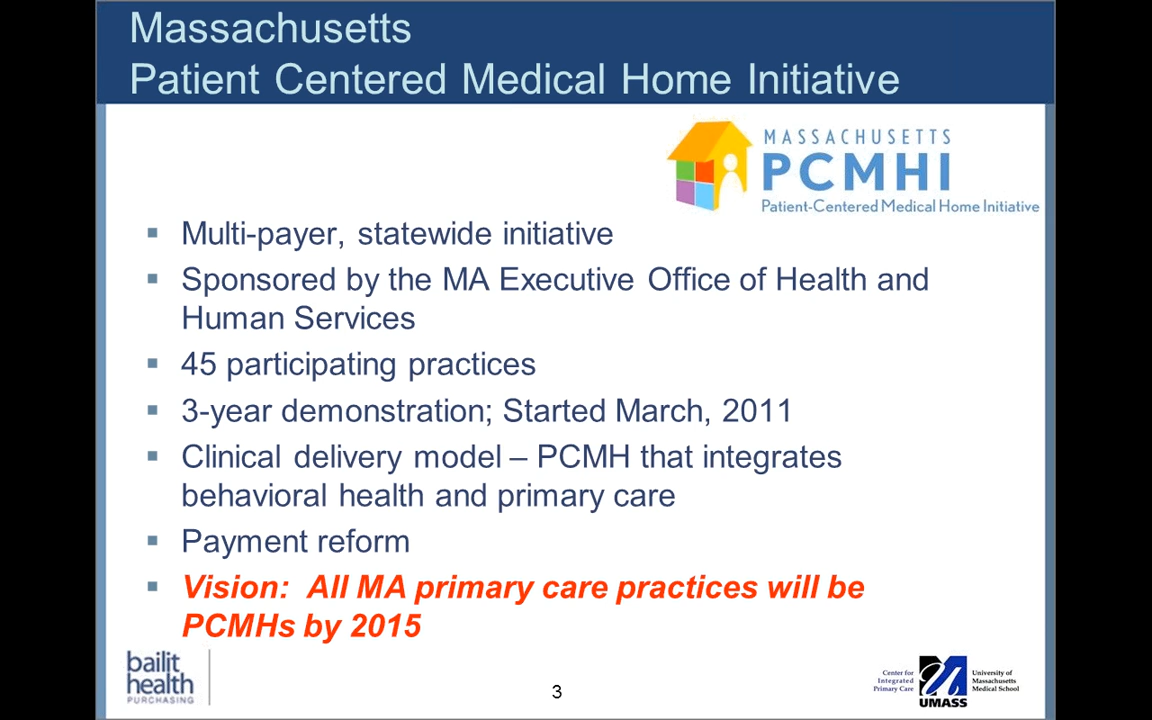 Massachusetts
Patient Centered Medical Home Initiative
MASSACHUSETTS
PCMHI
Patient-Centered Medical Home Initiative
▪ Multi-payer, statewide initiative
▪ Sponsored by the MA Executive Office of Health and
Human Services
▪ 45 participating practices
▪ 3-year demonstration; Started March, 2011
▪ Clinical delivery model – PCMH that integrates
behavioral health and primary care
▪ Payment reform
▪ Vision: All MA primary care practices will be
PCMHs by 2015
bailit
health
PURCHASING
3
Center for
Integrated
Primary Care
UMASS
University of
Massachusetts
Medical School